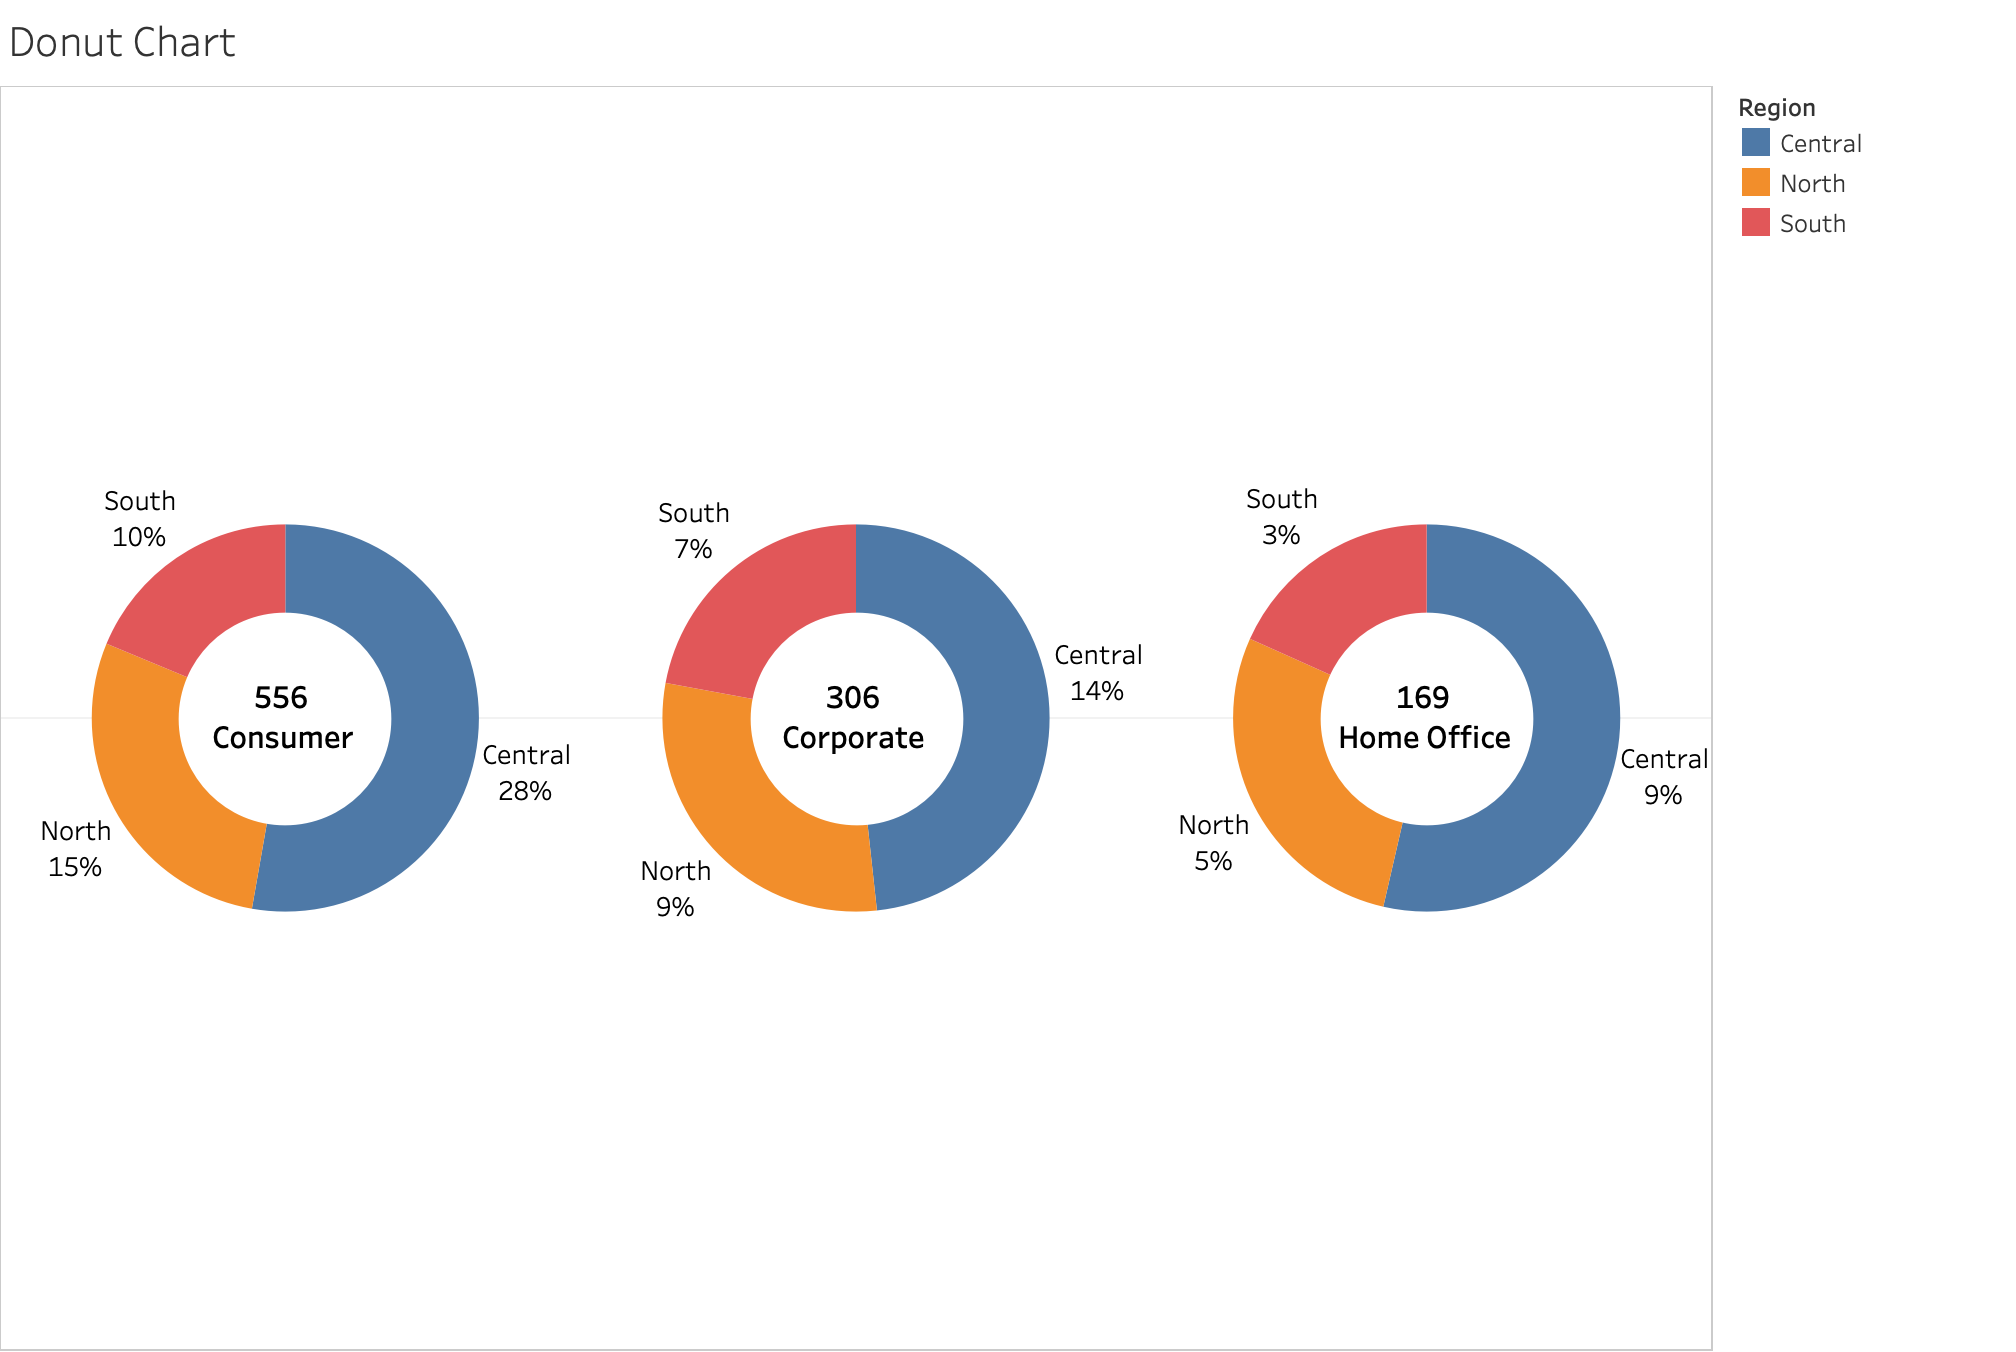 Donut Chart
Region
Central
North
South
South
10%
556
Consumer
Central
28%
North
15%
South
7%
306
Corporate
Central
14%
North
9%
South
3%
169
Home Office
Central
9%
North
5%